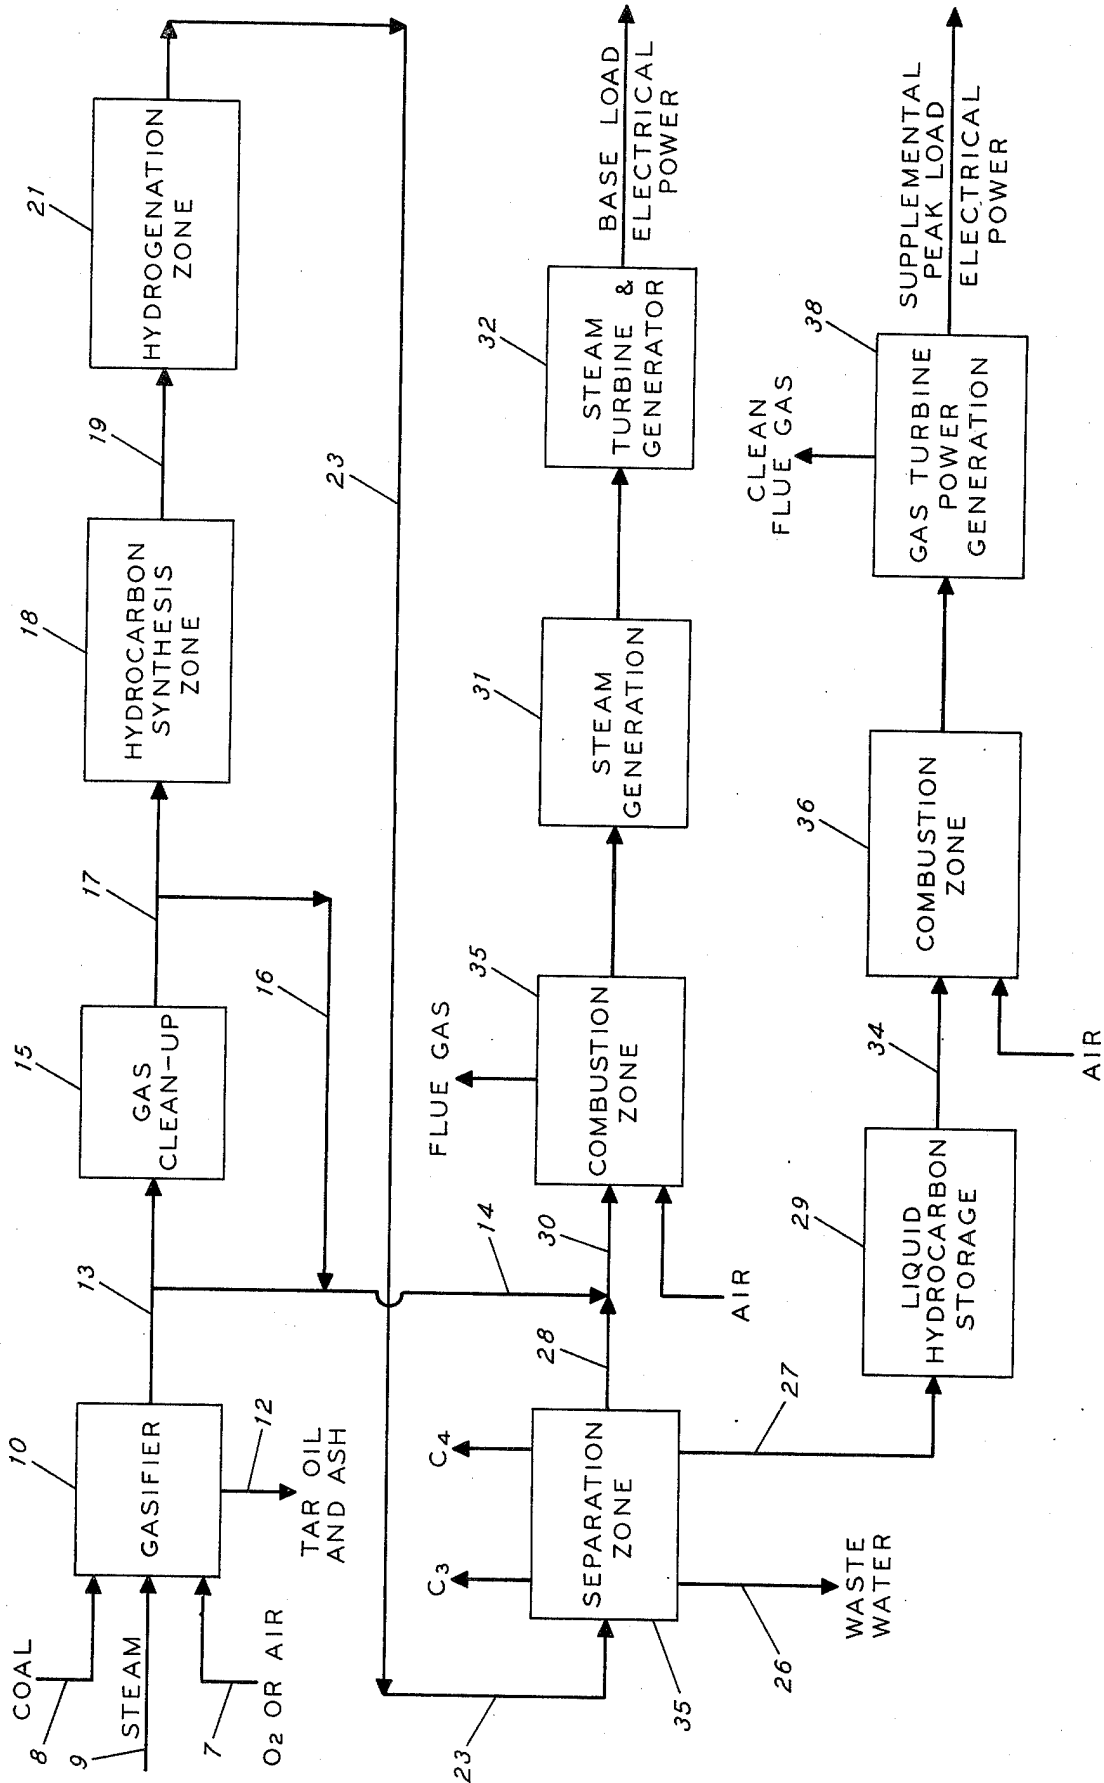 COAL
8
STEAM
9
7
O2 OR AIR
10
GASIFIER
12
TAR OIL
AND ASH
13
15
GAS
CLEAN-UP
17
16
18
HYDROCARBON
SYNTHESIS
ZONE
19
21
HYDROGENATION
ZONE
23
23
35
SEPARATION
ZONE
C3
C4
26
WASTE
WATER
27
28
14
30
AIR
FLUE GAS
35
COMBUSTION
ZONE
31
STEAM
GENERATION
32
STEAM
TURBINE &
GENERATOR
BASE LOAD
ELECTRICAL
POWER
29
LIQUID
HYDROCARBON
STORAGE
34
AIR
36
COMBUSTION
ZONE
CLEAN
FLUE GAS
38
GAS TURBINE
POWER
GENERATION
SUPPLEMENTAL
PEAK LOAD
ELECTRICAL
POWER